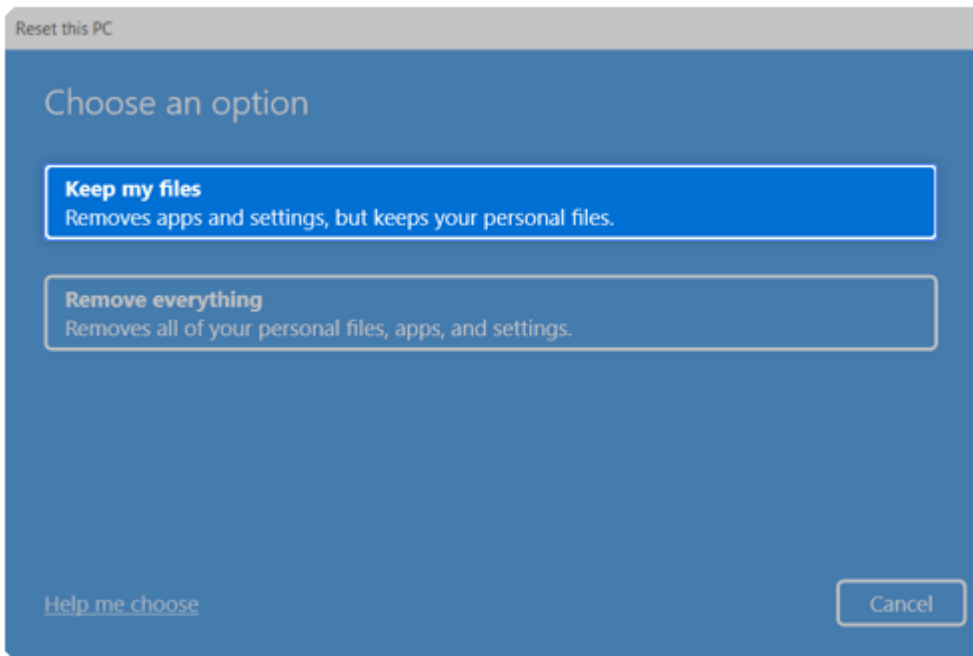 Reset this PC
Choose an option
Keep my files
Removes apps and settings, but keeps your personal files.
Remove everything
Removes all of your personal files, apps, and settings.
Help me choose
Cancel